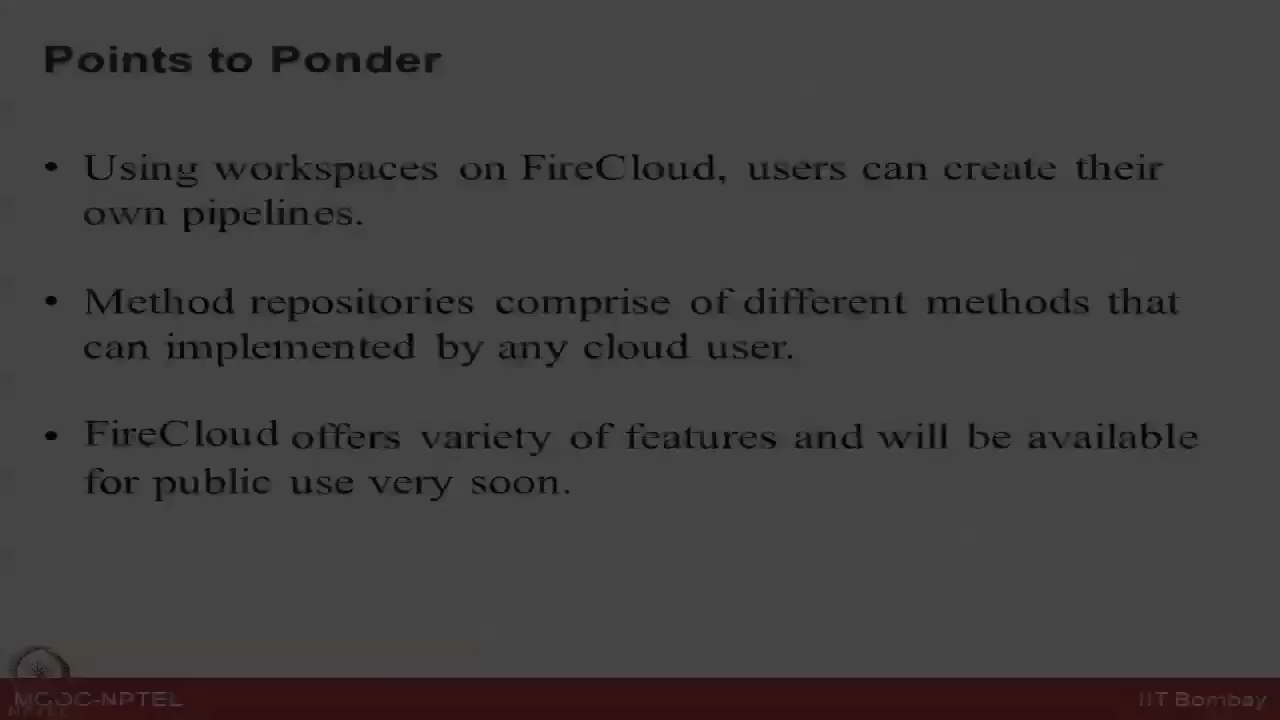 Points to Ponder
• Using workspaces on FireCloud, users can create their
own pipelines.
• Method repositories comprise of different methods that
can implemented by any cloud user.
• FireCloud offers variety of features and will be available
for public use very soon.
MOOC-NPTEL
NPTEL
IIT Bombay